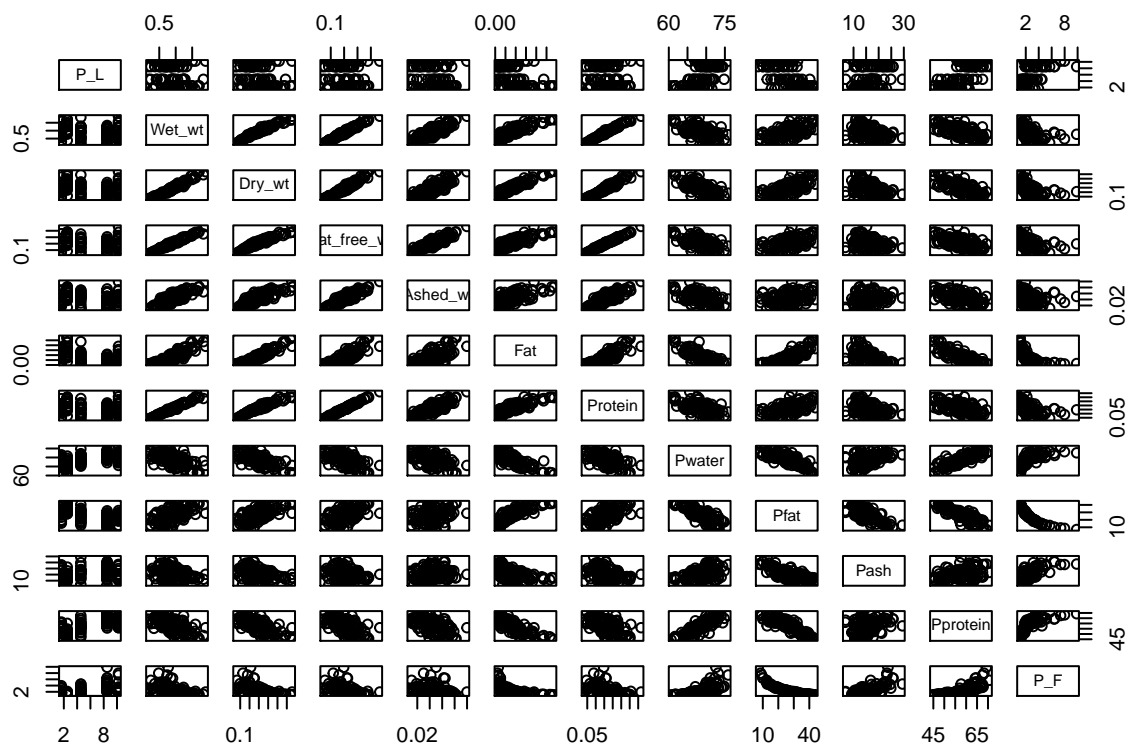 0.5 0.1 0.00 60 75 10 30 2 8
P_L 2
0.5 Wet_wt
Dry_wt 0.1
0.1 at_free_w
Ashed_w 0.02
0.00 Fat
Protein 0.05
60 Pwater
Pfat 10
10 Pash
Pprotein 45
2 P_F
2 8 0.1 0.02 0.05 10 40 45 65